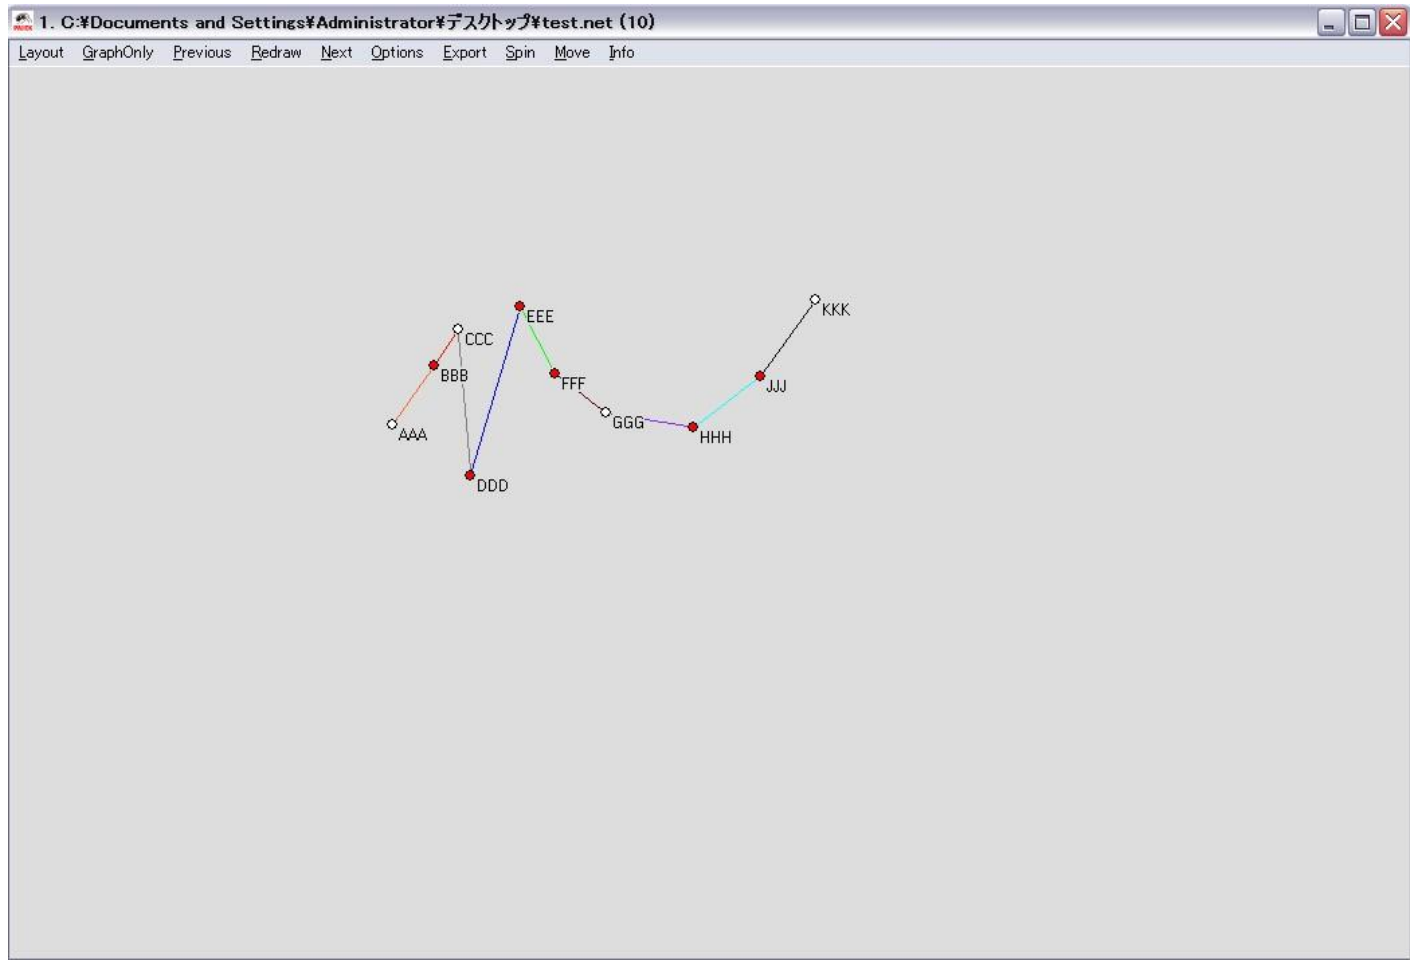 1. C:¥Documents and Settings¥Administrator¥デスクトップ¥test.net (10)
Layout GraphOnly Previous Redraw Next Options Export Spin Move Info
KKK
EEE
CCC
BBB
FFF
JJJ
GGG
AAA
HHH
DDD